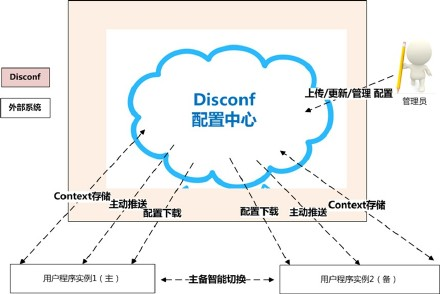 Disconf
外部系统
Disconf
配置中心
上传/更新/管理 配置
管理员
Context存储
主动推送
配置下载
配置下载
主动推送
Context存储
用户程序实例1（主）
主备智能切换
用户程序实例2（备）